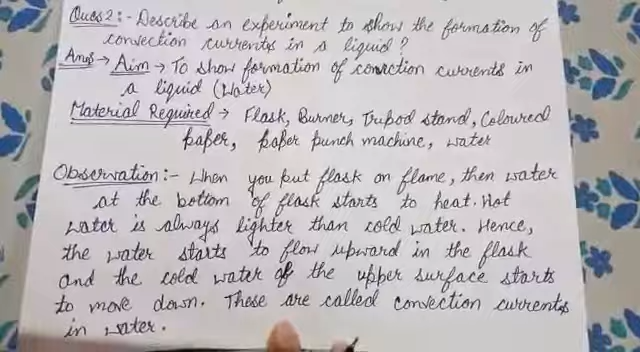 Ques 2:- Describe an experiment to show the formation of
convection currents in a liquid?
Ans → Aim → To show formation of convction currents in
a liquid (Water)
Material Required → Flask, Burner, Tripod stand, Coloured
paper, paper punch machine, water
Observation:- When you put flask on flame, then water
at the bottom of flask starts to heat. Hot
water is always lighter than cold water. Hence,
the water starts to flow upward in the flask
and the cold water of the upper surface starts
to move down. These are called convection currents
in water.